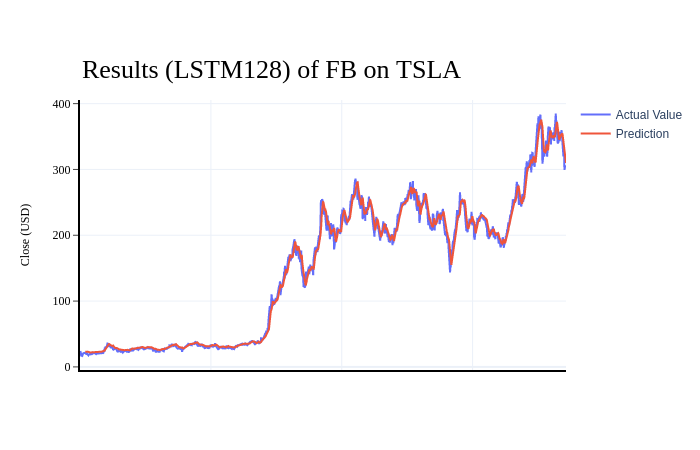 Results (LSTM128) of FB on TSLA
400
300
200
100
0
Close (USD)
Actual Value
Prediction